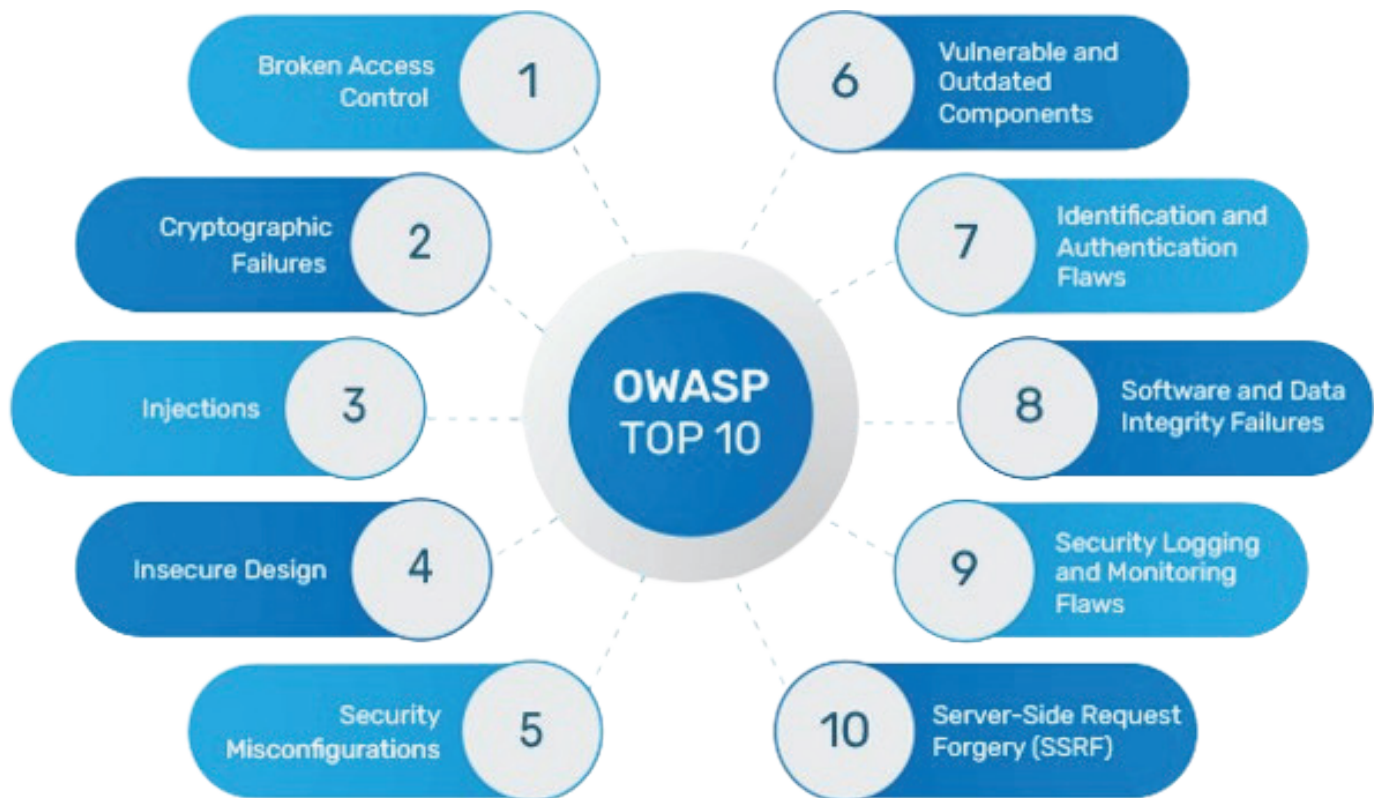 Broken Access
Control
1
Cryptographic
Failures
2
Injections
3
Insecure Design
4
Security
Misconfigurations
5
OWASP
TOP 10
6
Vulnerable and
Outdated
Components
7
Identification and
Authentication
Flaws
8
Software and Data
Integrity Failures
9
Security Logging
and Monitoring
Flaws
10
Server-Side Request
Forgery (SSRF)